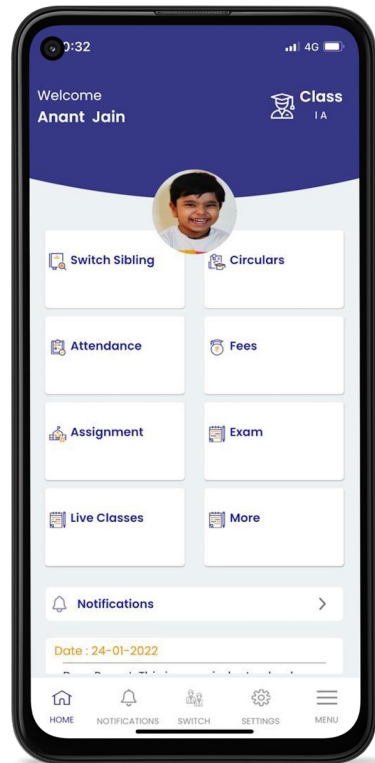 0:32
4G
Welcome
Anant Jain
Class
I A
Switch Sibling
Circulars
Attendance
Fees
Assignment
Exam
Live Classes
More
Notifications
Date : 24-01-2022
HOME
NOTIFICATIONS
SWITCH
SETTINGS
MENU